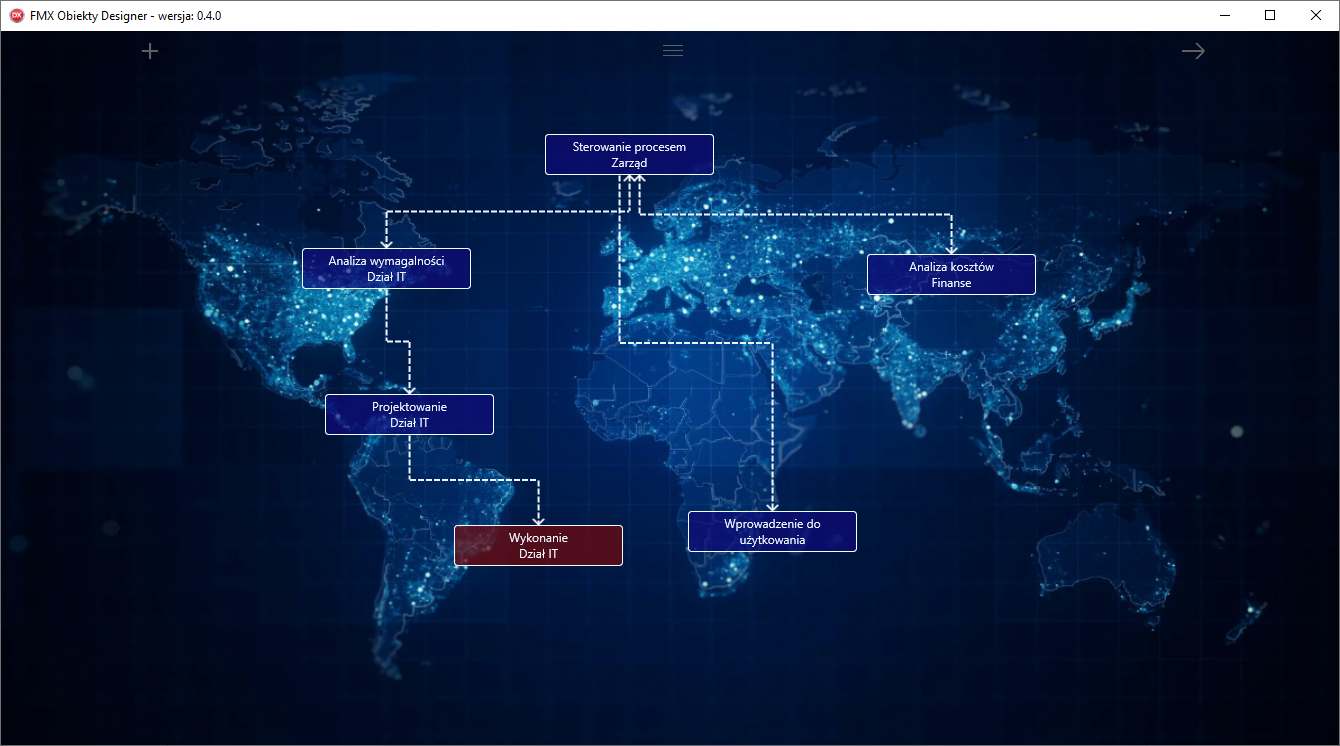 DX FMX Obiekty Designer - wersja: 0.4.0
Sterowanie procesem
Zarząd
Analiza wymagalności
Dział IT
Analiza kosztów
Finanse
Projektowanie
Dział IT
Wprowadzenie do
użytkowania
Wykonanie
Dział IT